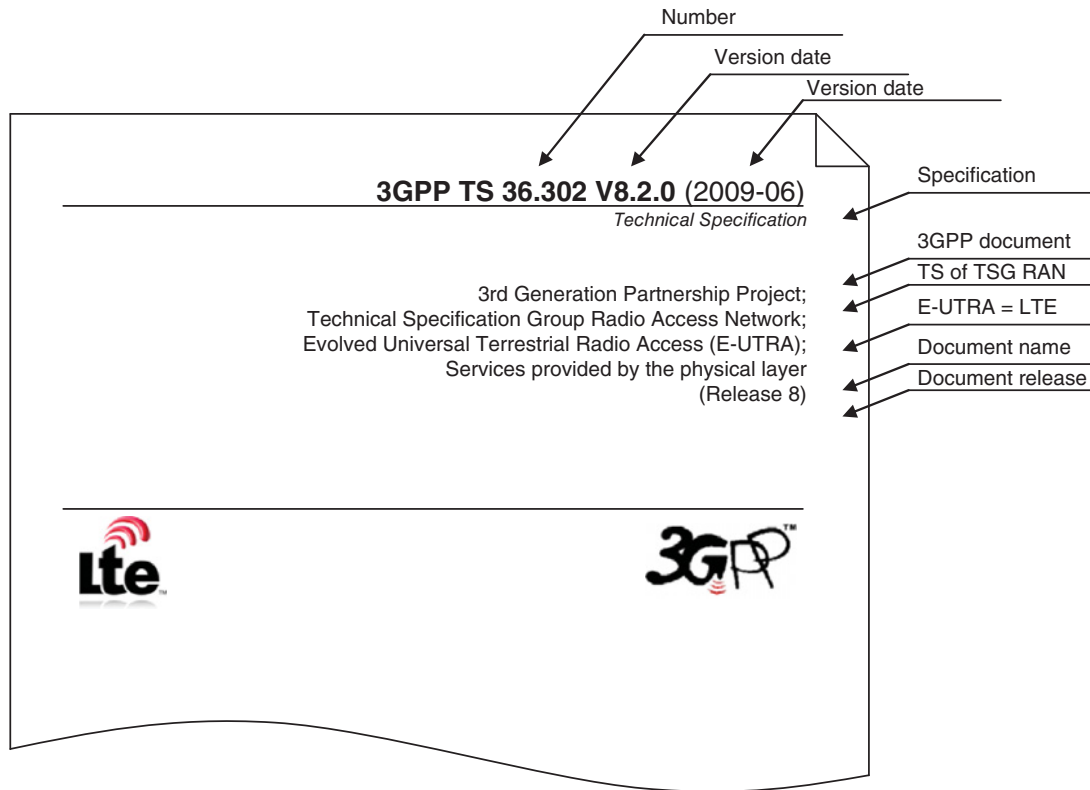 Number
Version date
Version date
3GPP TS 36.302 V8.2.0 (2009-06)
Technical Specification
Specification
3rd Generation Partnership Project;
Technical Specification Group Radio Access Network;
Evolved Universal Terrestrial Radio Access (E-UTRA);
Services provided by the physical layer
(Release 8)
3GPP document
TS of TSG RAN
E-UTRA = LTE
Document name
Document release
Lte TM
3GPP TM